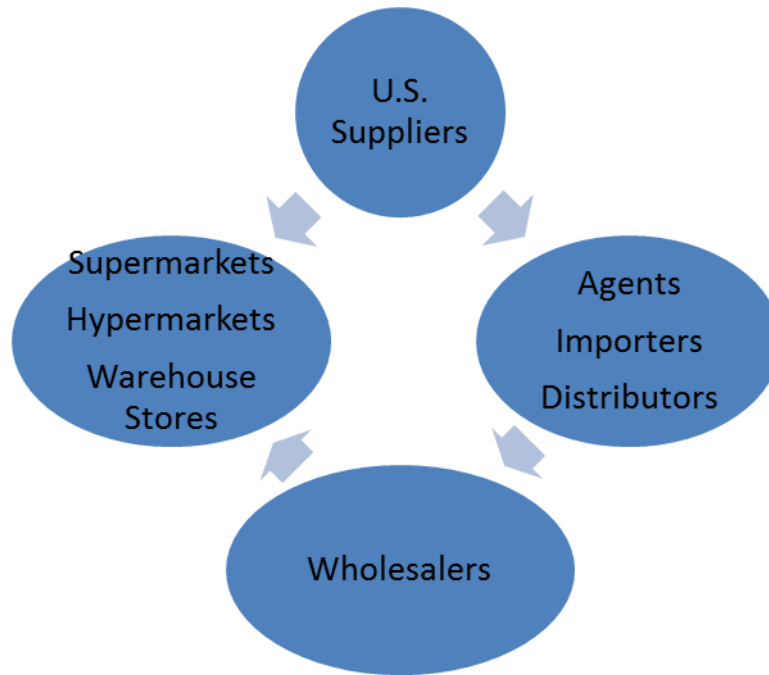 U.S.
Suppliers
Supermarkets
Hypermarkets
Warehouse
Stores
Agents
Importers
Distributors
Wholesalers